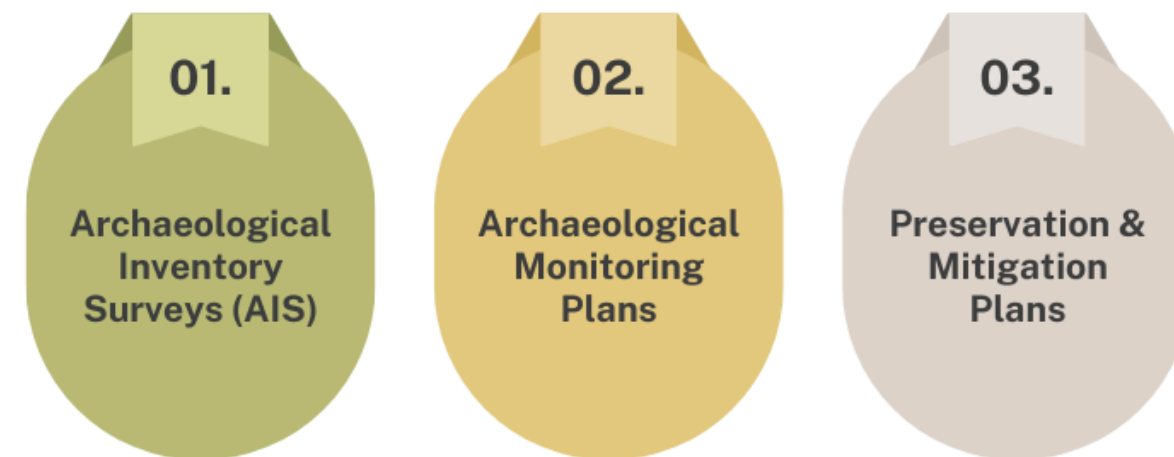 01.
Archaeological
Inventory
Surveys (AIS)
02.
Archaeological
Monitoring
Plans
03.
Preservation &
Mitigation
Plans